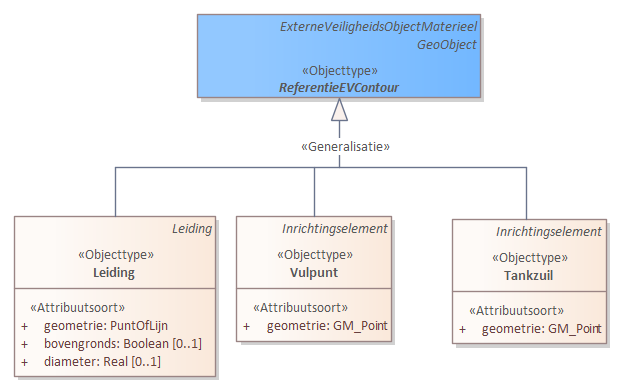 ExterneVeiligheidsObjectMaterieel
GeoObject
«Objecttype»
ReferentieEVContour
«Generalisatie»
Leiding
«Objecttype»
Leiding
«Attribuutsoort»
+ geometrie: PuntOfLijn
+ bovengronds: Boolean [0..1]
+ diameter: Real [0..1]
Inrichtingselement
«Objecttype»
Vulpunt
«Attribuutsoort»
+ geometrie: GM_Point
Inrichtingselement
«Objecttype»
Tankzuil
«Attribuutsoort»
+ geometrie: GM_Point